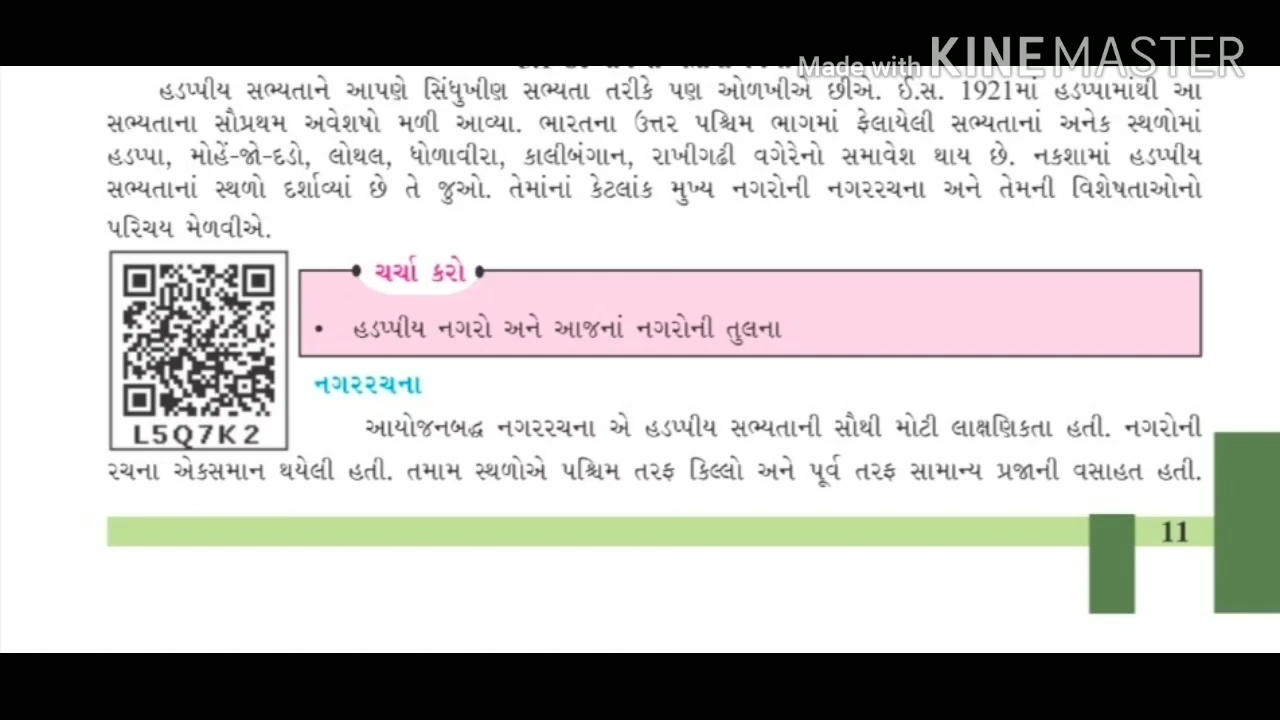 Made with KINEMASTER
હડપ્પીય સભ્યતાને આપણે સિંધુખીણ સભ્યતા તરીકે પણ ઓળખીએ છીએ. ઈ.સ. 1921માં હડપ્પામાંથી આ
સભ્યતાના સૌપ્રથમ અવેશષો મળી આવ્યા. ભારતના ઉત્તર પશ્ચિમ ભાગમાં ફેલાયેલી સભ્યતાનાં અનેક સ્થળોમાં
હડપ્પા, મોહેં-જો-દડો, લોથલ, ધોળાવીરા, કાલીબંગાન, રાખીગઢી વગેરેનો સમાવેશ થાય છે. નકશામાં હડપ્પીય
સભ્યતાનાં સ્થળો દર્શાવ્યાં છે તે જુઓ. તેમાંનાં કેટલાંક મુખ્ય નગરોની નગરરચના અને તેમની વિશેષતાઓનો
પરિચય મેળવીએ.
ચર્ચા કરો
• હડપ્પીય નગરો અને આજનાં નગરોની તુલના
L5Q7K2
નગરરચના
આયોજનબદ્ધ નગરરચના એ હડપ્પીય સભ્યતાની સૌથી મોટી લાક્ષણિકતા હતી. નગરોની
રચના એકસમાન થયેલી હતી. તમામ સ્થળોએ પશ્ચિમ તરફ કિલ્લો અને પૂર્વ તરફ સામાન્ય પ્રજાની વસાહત હતી.
11